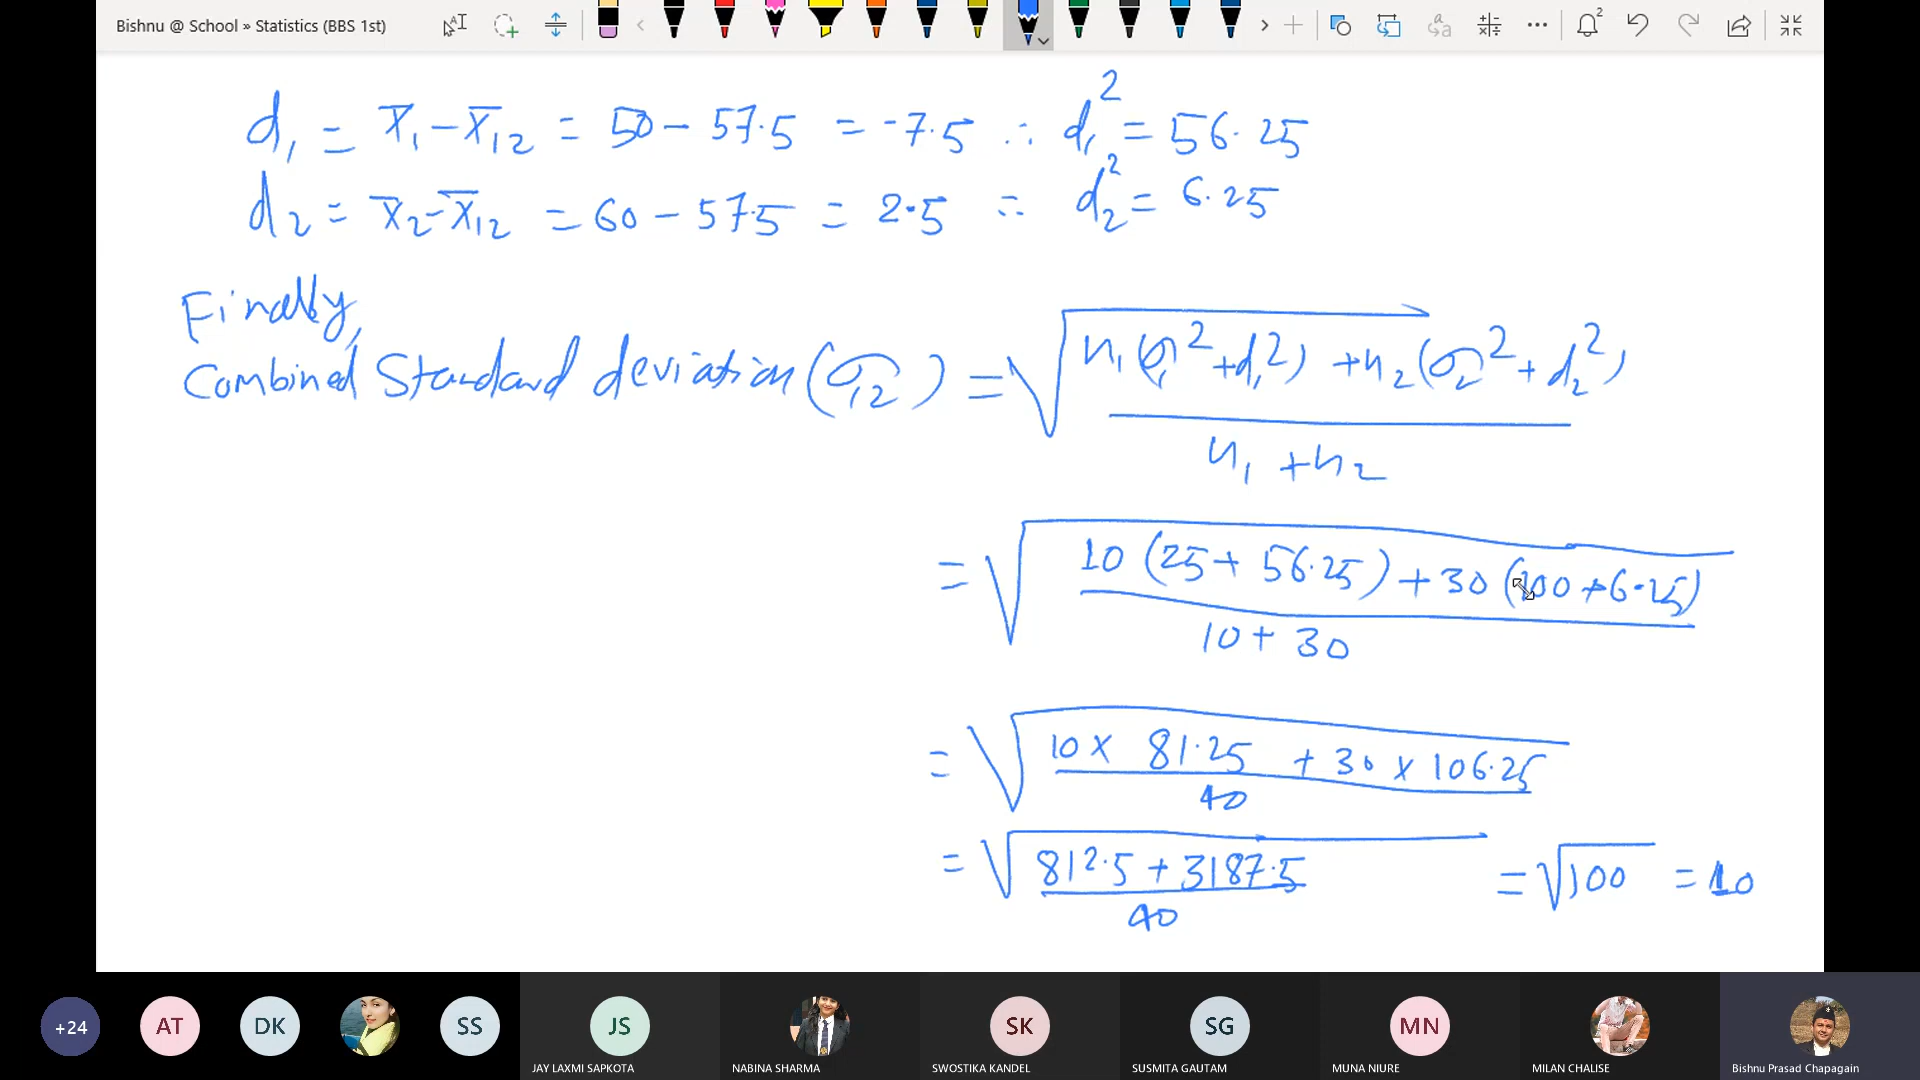 Bishnu @ School » Statistics (BBS 1st)
2
d₁ = x̄₁ − x̄₁₂ = 50 − 57.5 = -7.5 ∴ d₁² = 56.25
d₂ = x̄₂ − x̄₁₂ = 60 − 57.5 = 2.5 ∴ d₂² = 6.25
Finally,
Combined Standard deviation (σ₁₂) = √ n₁(σ₁² + d₁²) + n₂(σ₂² + d₂²)
n₁ + n₂
= √ 10 (25 + 56.25) + 30 (100 + 6.25)
10 + 30
= √ 10 × 81.25 + 30 × 106.25
40
= √ 812.5 + 3187.5 = √100 = 10
40
+24 AT DK SS JS SK SG MN
JAY LAXMI SAPKOTA NABINA SHARMA SWOSTIKA KANDEL SUSMITA GAUTAM MUNA NIURE MILAN CHALISE Bishnu Prasad Chapagain